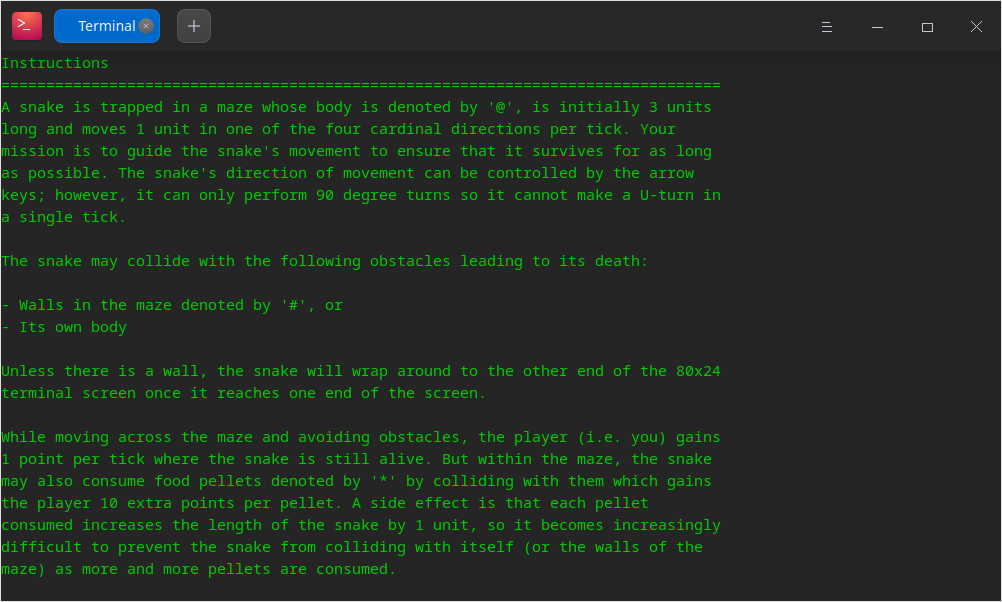 Terminal
Instructions
================================================================================
A snake is trapped in a maze whose body is denoted by '@', is initially 3 units
long and moves 1 unit in one of the four cardinal directions per tick. Your
mission is to guide the snake's movement to ensure that it survives for as long
as possible. The snake's direction of movement can be controlled by the arrow
keys; however, it can only perform 90 degree turns so it cannot make a U-turn in
a single tick.

The snake may collide with the following obstacles leading to its death:

- Walls in the maze denoted by '#', or
- Its own body

Unless there is a wall, the snake will wrap around to the other end of the 80x24
terminal screen once it reaches one end of the screen.

While moving across the maze and avoiding obstacles, the player (i.e. you) gains
1 point per tick where the snake is still alive. But within the maze, the snake
may also consume food pellets denoted by '*' by colliding with them which gains
the player 10 extra points per pellet. A side effect is that each pellet
consumed increases the length of the snake by 1 unit, so it becomes increasingly
difficult to prevent the snake from colliding with itself (or the walls of the
maze) as more and more pellets are consumed.